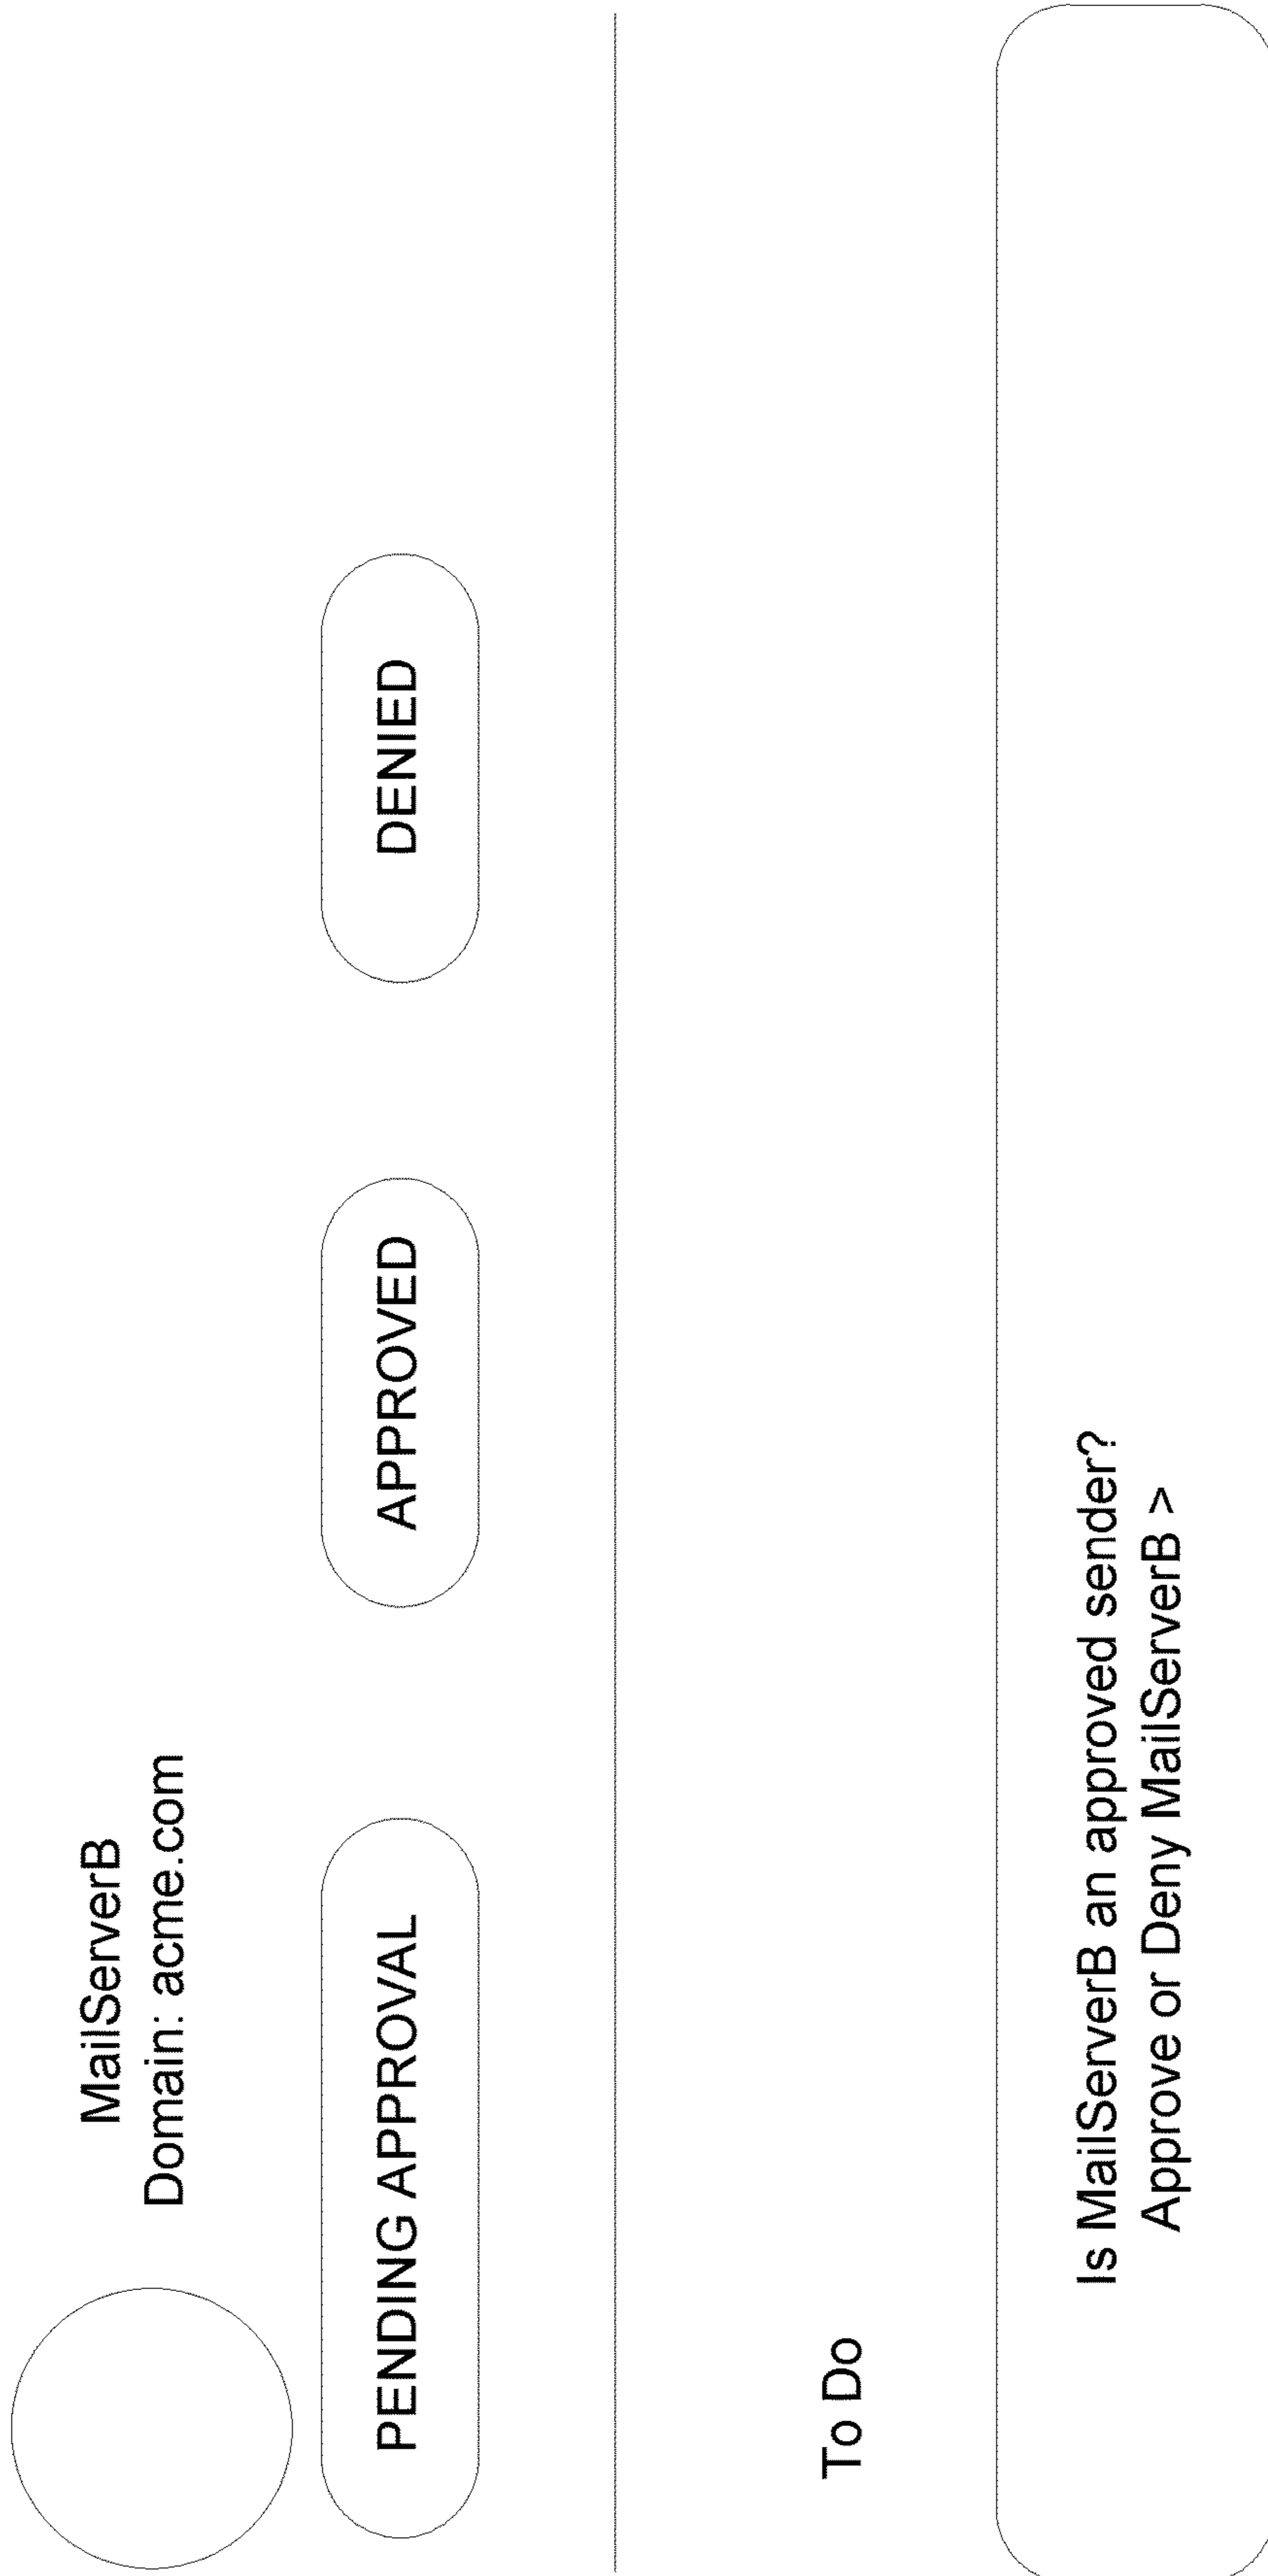 MailServerB
Domain: acme.com
PENDING APPROVAL
APPROVED
DENIED
To Do
Is MailServerB an approved sender?
Approve or Deny MailServerB >